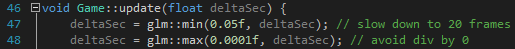 46 void Game::update(float deltaSec) {
47 deltaSec = glm::min(0.05f, deltaSec); // slow down to 20 frames
48 deltaSec = glm::max(0.0001f, deltaSec); // avoid div by 0